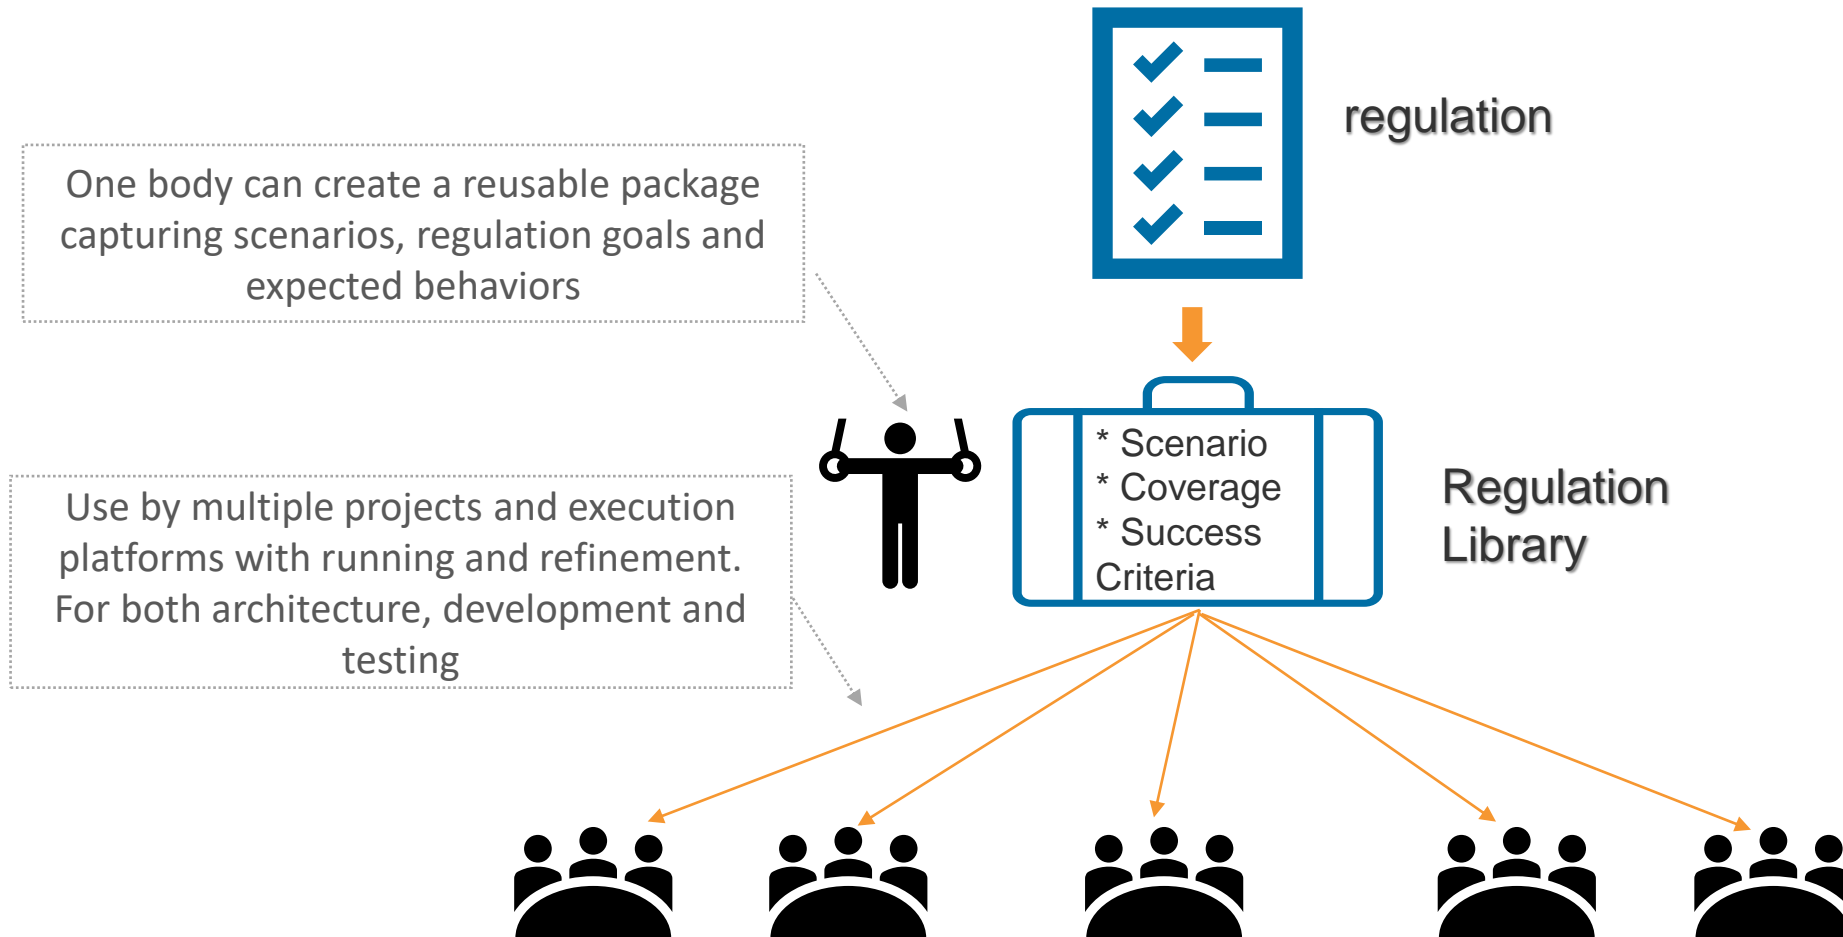 regulation
One body can create a reusable package
capturing scenarios, regulation goals and
expected behaviors
* Scenario
* Coverage
* Success
Criteria
Regulation
Library
Use by multiple projects and execution
platforms with running and refinement.
For both architecture, development and
testing